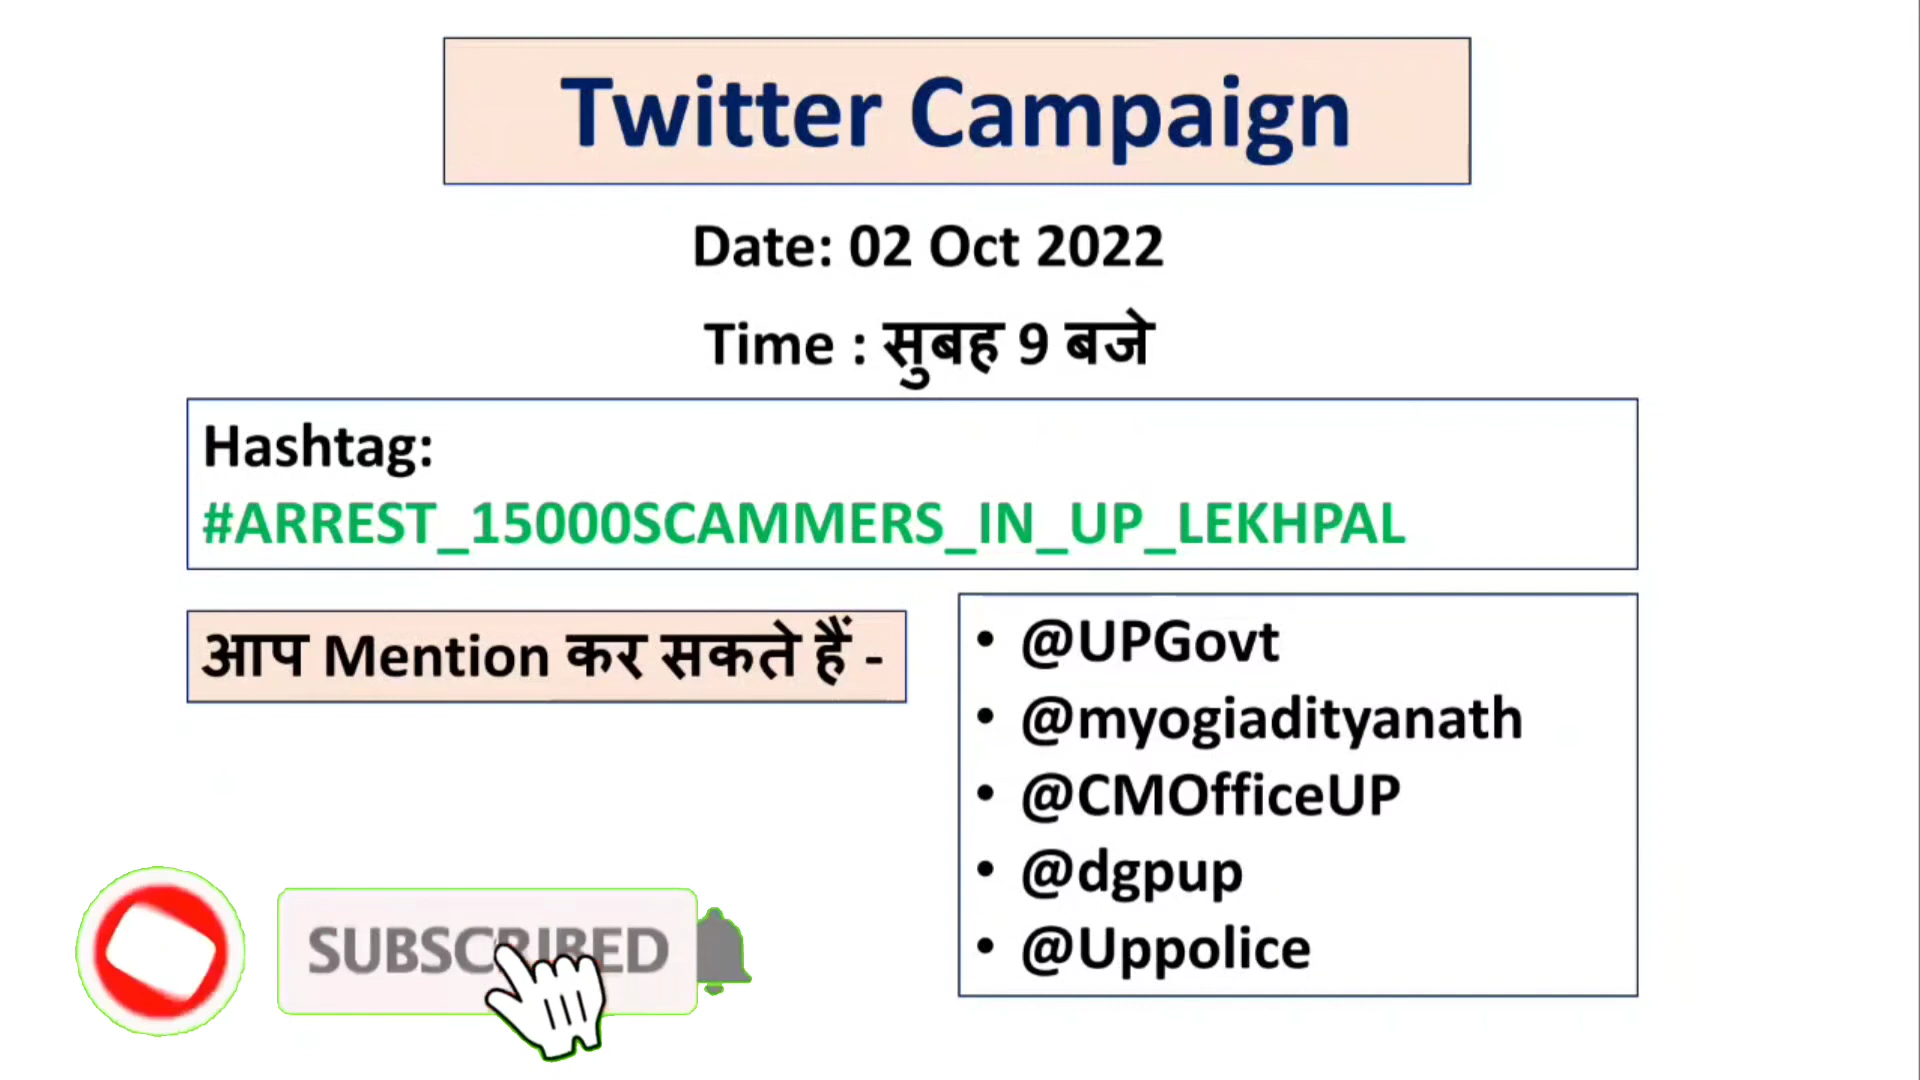 Twitter Campaign
Date: 02 Oct 2022
Time : सुबह 9 बजे
Hashtag:
#ARREST_15000SCAMMERS_IN_UP_LEKHPAL
आप Mention कर सकते हैं -
• @UPGovt
• @myogiadityanath
• @CMOfficeUP
• @dgpup
• @Uppolice
SUBSCRIBED